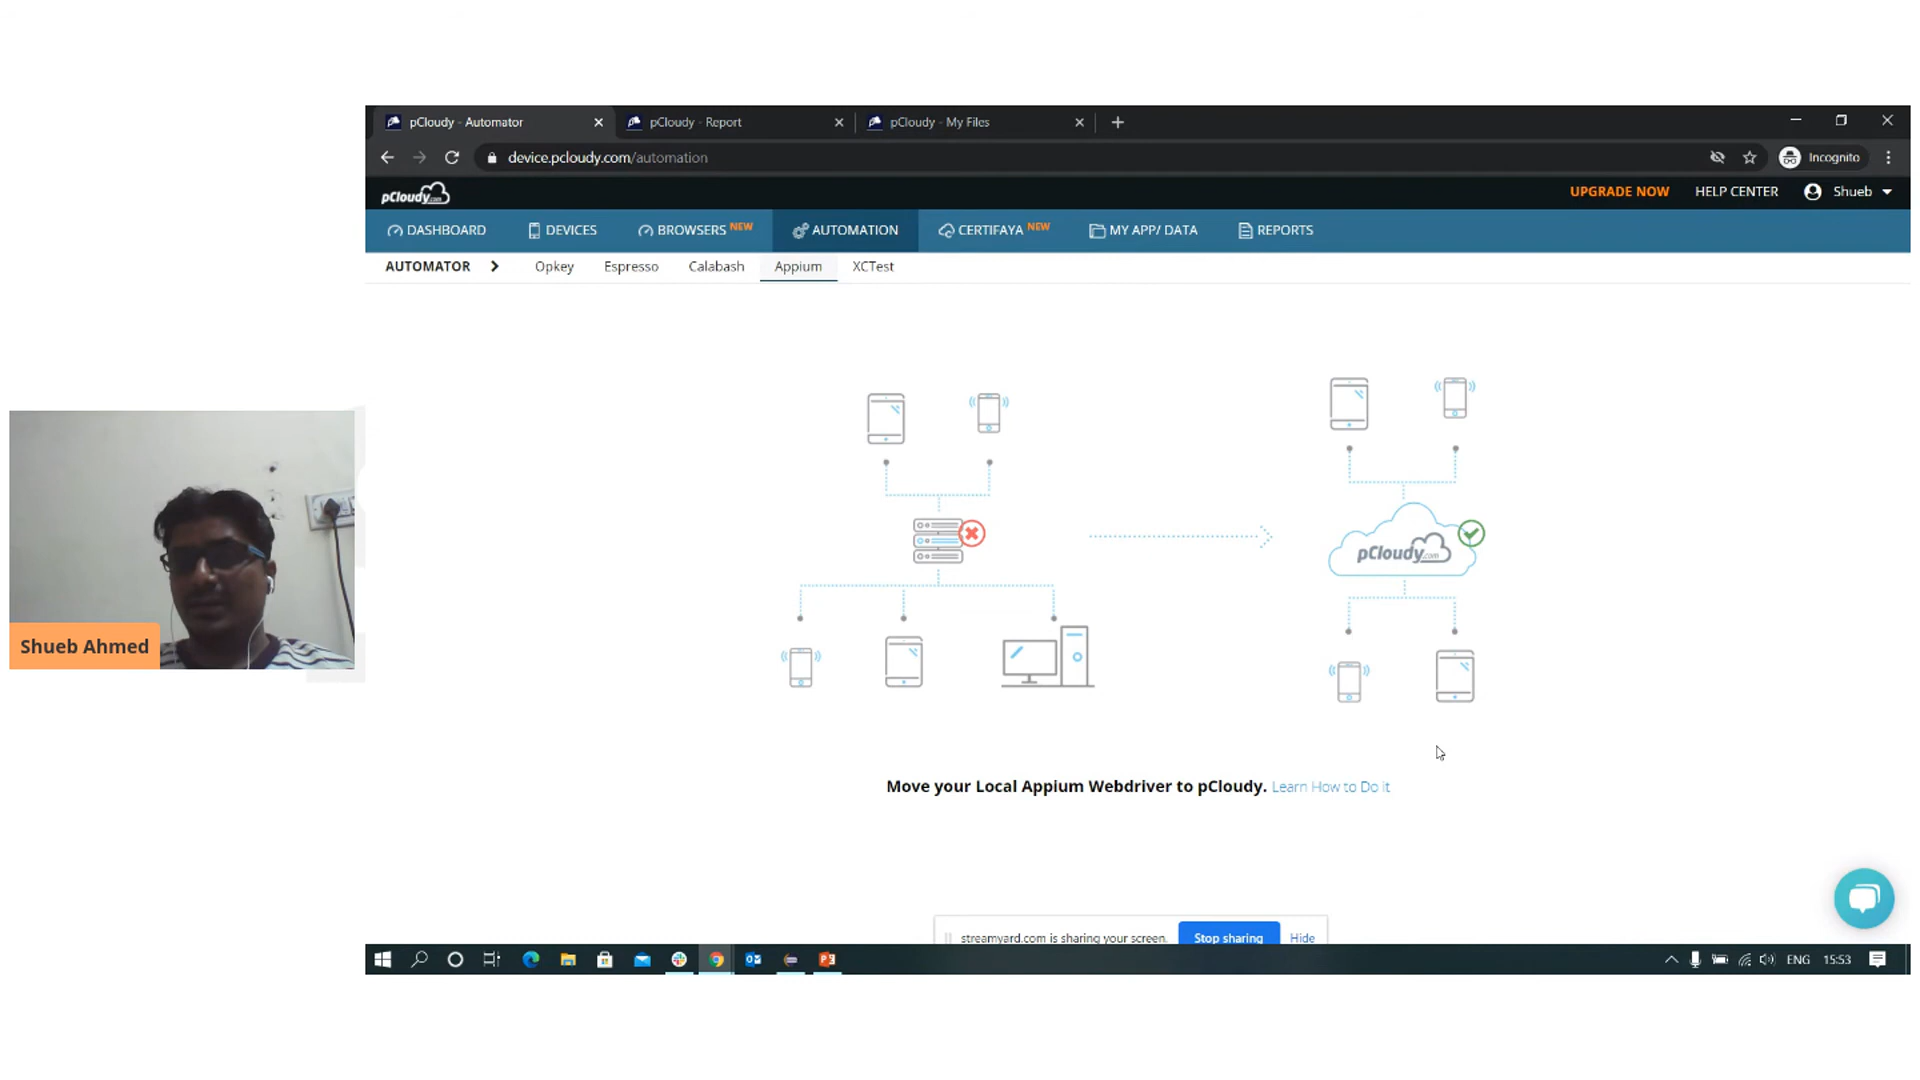 pCloudy - Automator
pCloudy - Report
pCloudy - My Files
device.pcloudy.com/automation
Incognito
pCloudy.com
UPGRADE NOW
HELP CENTER
Shueb
DASHBOARD
DEVICES
BROWSERS NEW
AUTOMATION
CERTIFAYA NEW
MY APP/ DATA
REPORTS
AUTOMATOR
Opkey
Espresso
Calabash
Appium
XCTest
pCloudy.com
Shueb Ahmed
Move your Local Appium Webdriver to pCloudy. Learn How to Do it
streamyard.com is sharing your screen.
Stop sharing
Hide
ENG
15:53